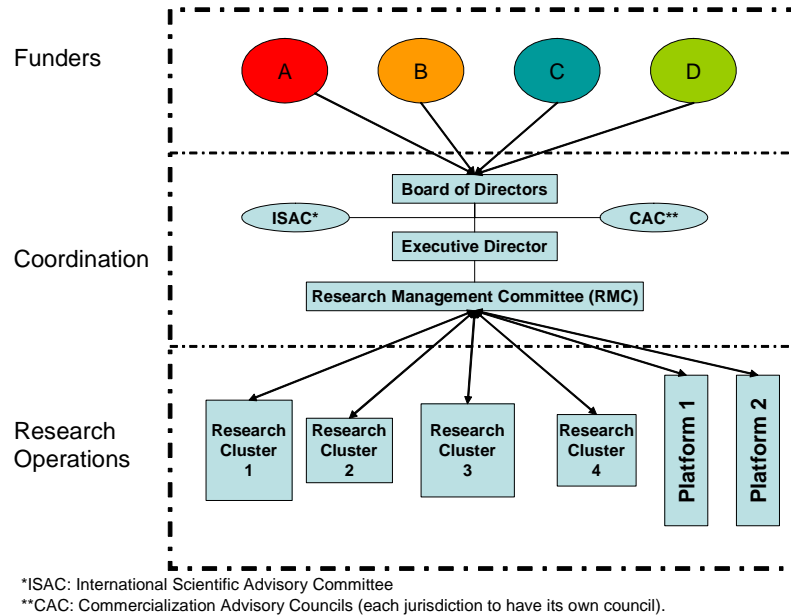 Funders
A
B
C
D
Coordination
Board of Directors
ISAC*
CAC**
Executive Director
Research Management Committee (RMC)
Research
Operations
Research
Cluster
1
Research
Cluster
2
Research
Cluster
3
Research
Cluster
4
Platform 1
Platform 2
*ISAC: International Scientific Advisory Committee
**CAC: Commercialization Advisory Councils (each jurisdiction to have its own council).